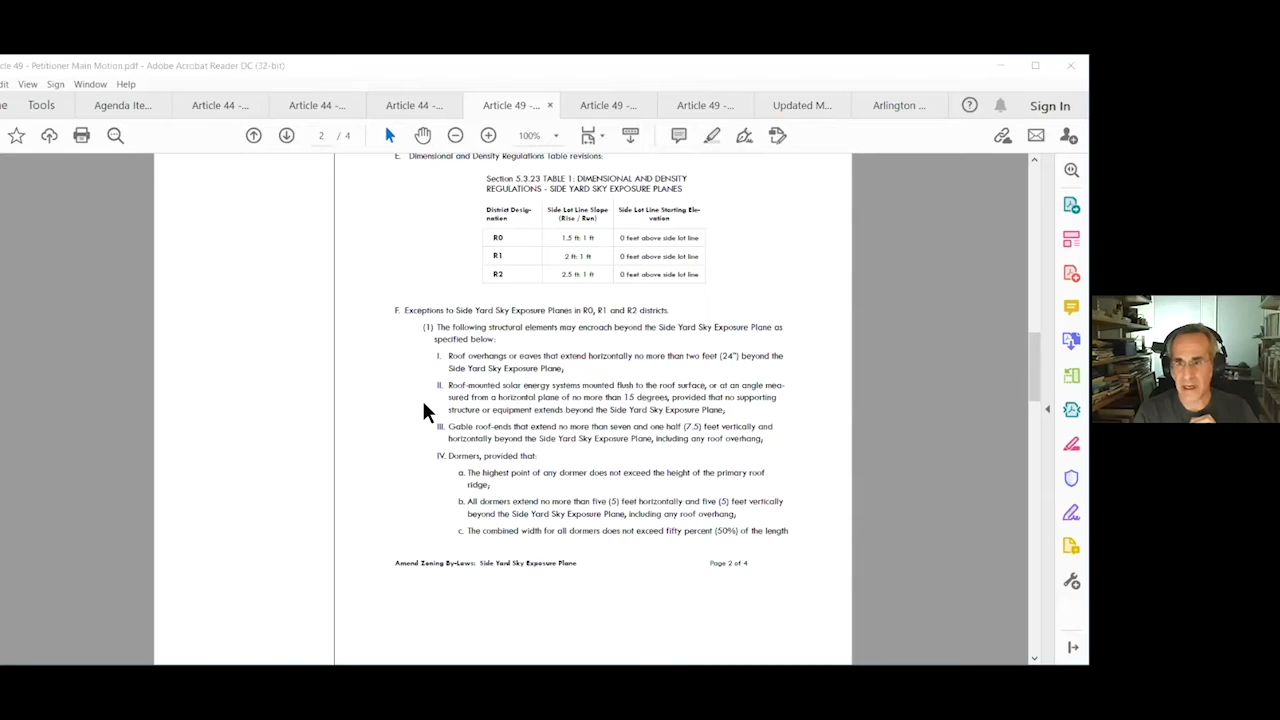 cle 49 - Petitioner Main Motion.pdf - Adobe Acrobat Reader DC (32-bit)
dit View Sign Window Help
e Tools Agenda Ite... Article 44 -... Article 44 -... Article 44 -... Article 49 -... × Article 49 -... Article 49 -... Updated M... Arlington ... Sign In
2 / 4 100%
E. Dimensional and Density Regulations Table revisions:
Section 5.3.23 TABLE 1: DIMENSIONAL AND DENSITY
REGULATIONS - SIDE YARD SKY EXPOSURE PLANES
District Desig- Side Lot Line Slope Side Lot Line Starting Ele-
nation (Rise / Run) vation
R0 1.5 ft: 1 ft 0 feet above side lot line
R1 2 ft: 1 ft 0 feet above side lot line
R2 2.5 ft: 1 ft 0 feet above side lot line
F. Exceptions to Side Yard Sky Exposure Planes in R0, R1 and R2 districts.
(1) The following structural elements may encroach beyond the Side Yard Sky Exposure Plane as
specified below:
I. Roof overhangs or eaves that extend horizontally no more than two feet (24") beyond the
Side Yard Sky Exposure Plane;
II. Roof-mounted solar energy systems mounted flush to the roof surface, or at an angle mea-
sured from a horizontal plane of no more than 15 degrees, provided that no supporting
structure or equipment extends beyond the Side Yard Sky Exposure Plane;
III. Gable roof-ends that extend no more than seven and one half (7.5) feet vertically and
horizontally beyond the Side Yard Sky Exposure Plane, including any roof overhang;
IV. Dormers, provided that:
a. The highest point of any dormer does not exceed the height of the primary roof
ridge;
b. All dormers extend no more than five (5) feet horizontally and five (5) feet vertically
beyond the Side Yard Sky Exposure Plane, including any roof overhang;
c. The combined width for all dormers does not exceed fifty percent (50%) of the length
Amend Zoning By-Laws: Side Yard Sky Exposure Plane Page 2 of 4